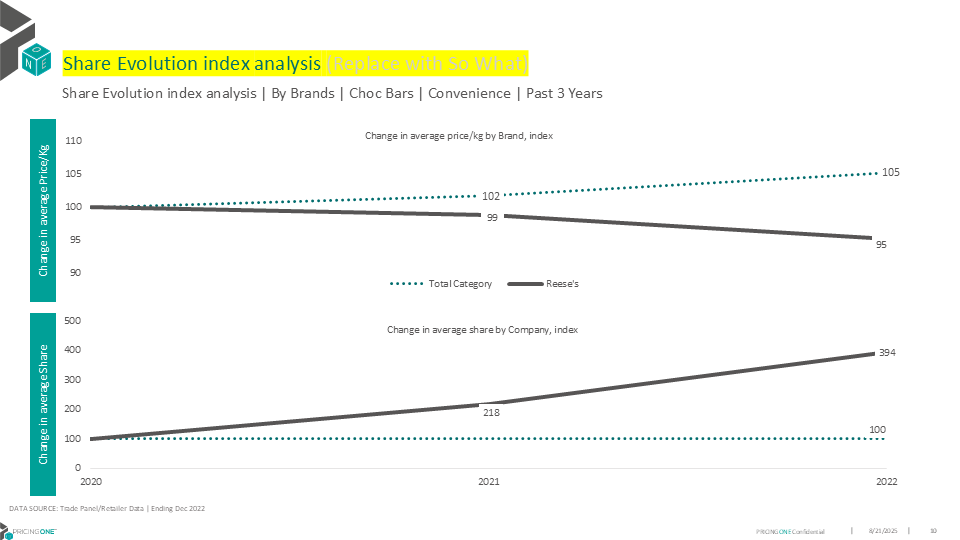 O
N E
Share Evolution index analysis (Replace with So What)
Share Evolution index analysis | By Brands | Choc Bars | Convenience | Past 3 Years
Change in average Price/Kg
Change in average price/kg by Brand, index
110
105
100
95
90
102
99
105
95
Total Category
Reese's
Change in average Share
Change in average share by Company, index
500
400
300
200
100
0
218
394
100
2020
2021
2022
DATA SOURCE: Trade Panel/Retailer Data | Ending Dec 2022
PRICINGONE™
PRICINGONE Confidential | 8/21/2025 | 10